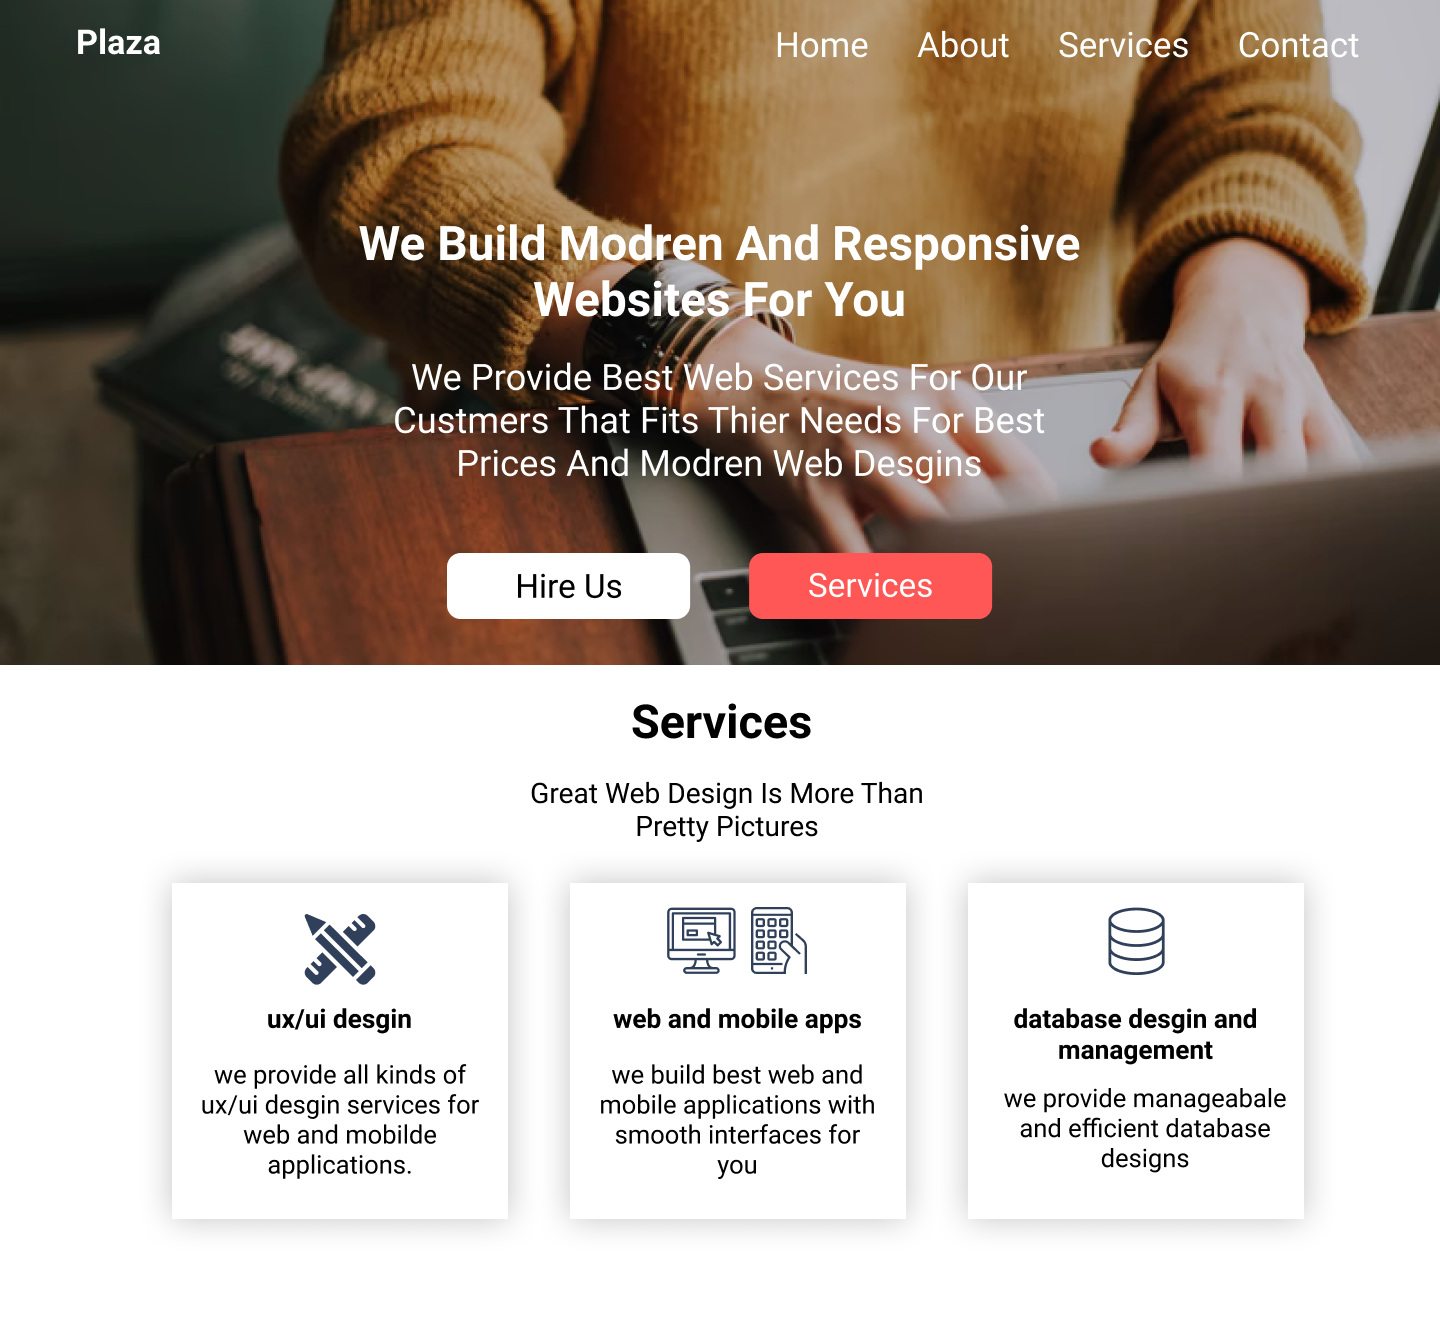 Plaza
Home About Services Contact
We Build Modren And Responsive
Websites For You
We Provide Best Web Services For Our
Custmers That Fits Thier Needs For Best
Prices And Modren Web Desgins
Hire Us
Services
Services
Great Web Design Is More Than
Pretty Pictures
ux/ui desgin
we provide all kinds of
ux/ui desgin services for
web and mobilde
applications.
web and mobile apps
we build best web and
mobile applications with
smooth interfaces for
you
database desgin and
management
we provide manageabale
and efficient database
designs